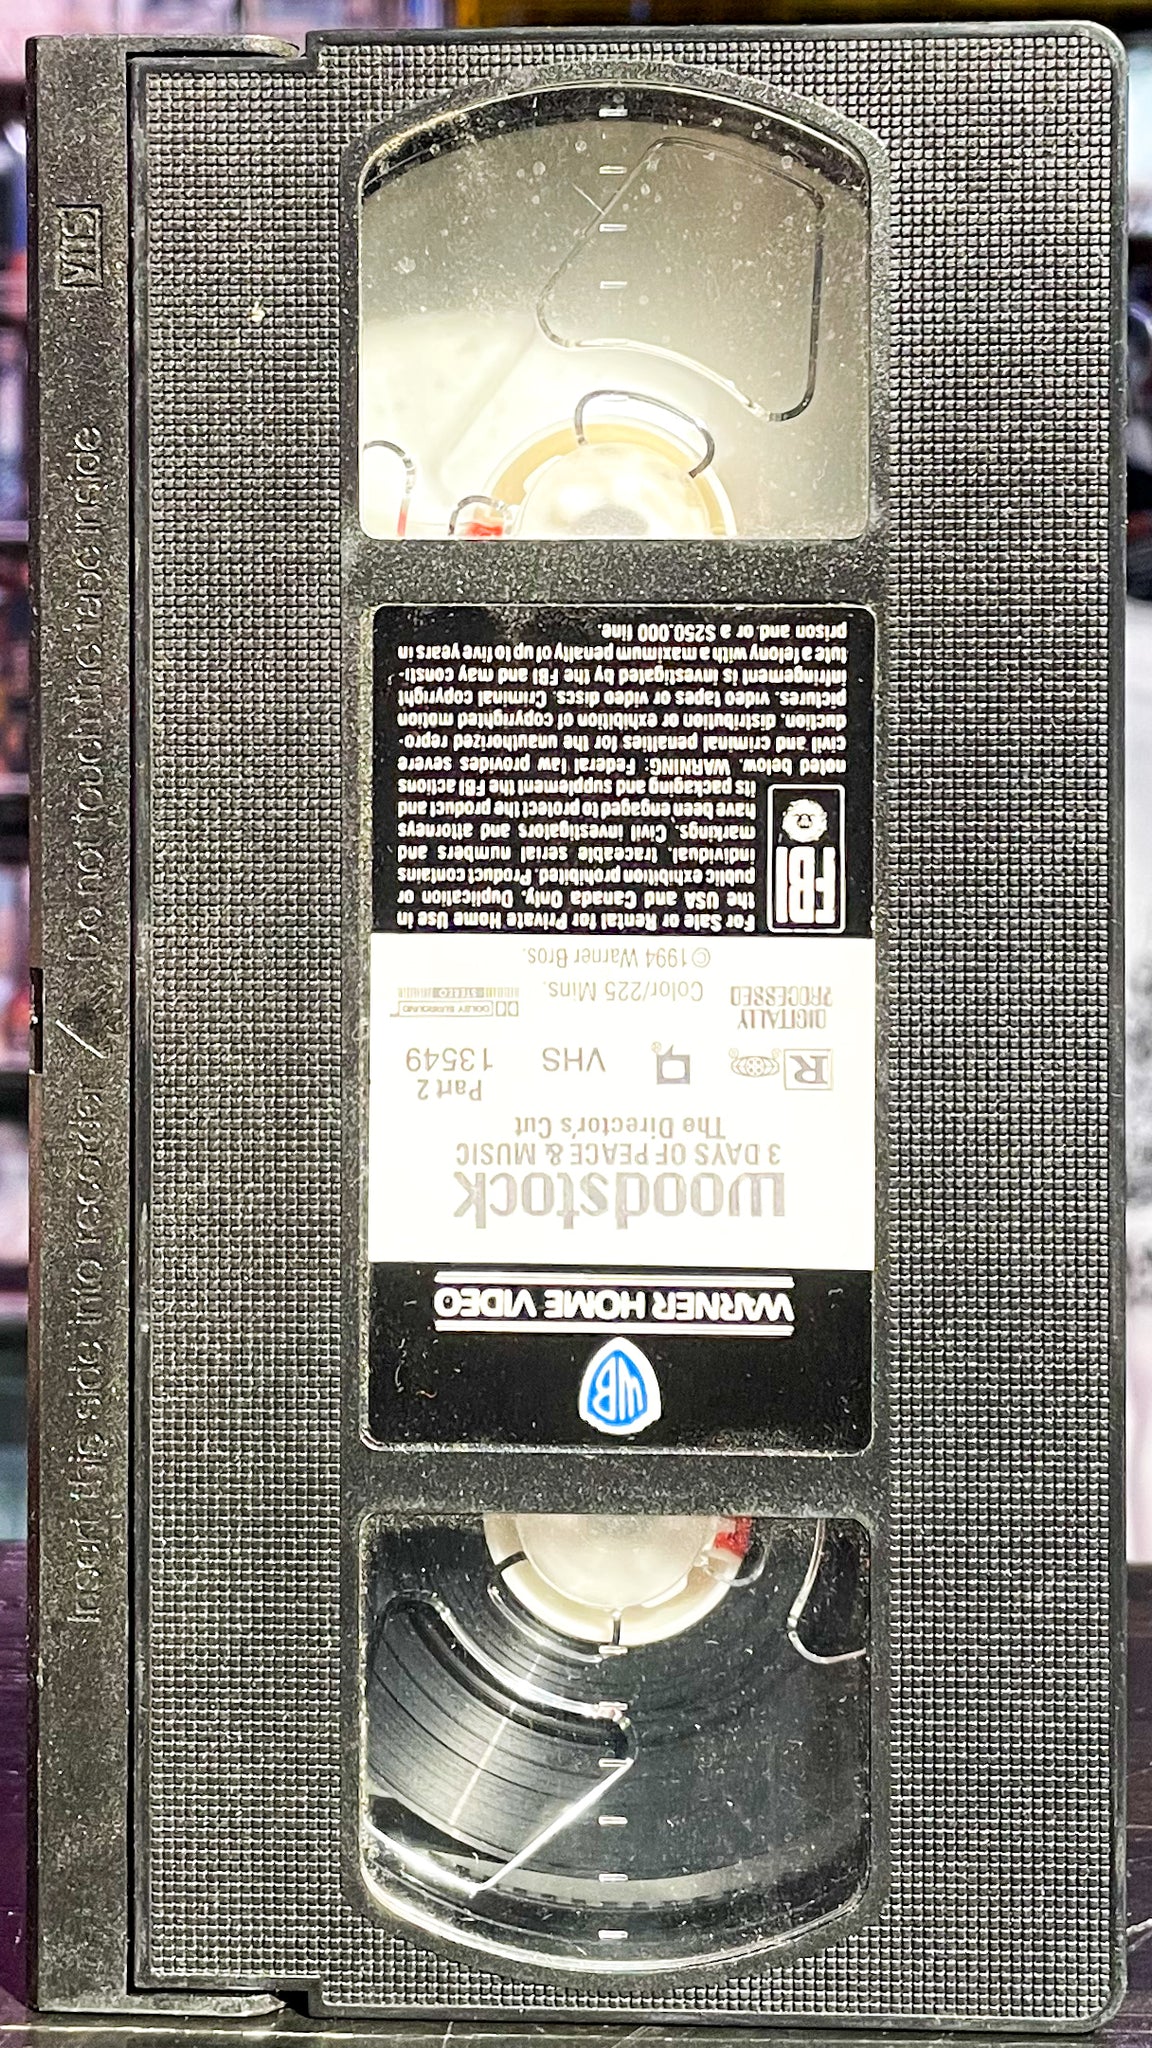 WB
WARNER HOME VIDEO
woodstock
3 DAYS OF PEACE & MUSIC
The Director's Cut
Part 2
R VHS 13549
DIGITALLY
PROCESSED
Color/225 Mins.
DOLBY SURROUND
STEREO
©1994 Warner Bros.
FBI
For Sale or Rental for Private Home Use in
the USA and Canada Only. Duplication or
public exhibition prohibited. Product contains
individual, traceable serial numbers and
markings. Civil investigators and attorneys
have been engaged to protect the product and
its packaging and supplement the FBI actions
noted below. WARNING: Federal law provides severe
civil and criminal penalties for the unauthorized repro-
duction, distribution or exhibition of copyrighted motion
pictures, video tapes or video discs. Criminal copyright
infringement is investigated by the FBI and may consti-
tute a felony with a maximum penalty of up to five years in
prison and or a $250,000 fine.
Insert this side into recorder / Do not touch the tape inside
VHS